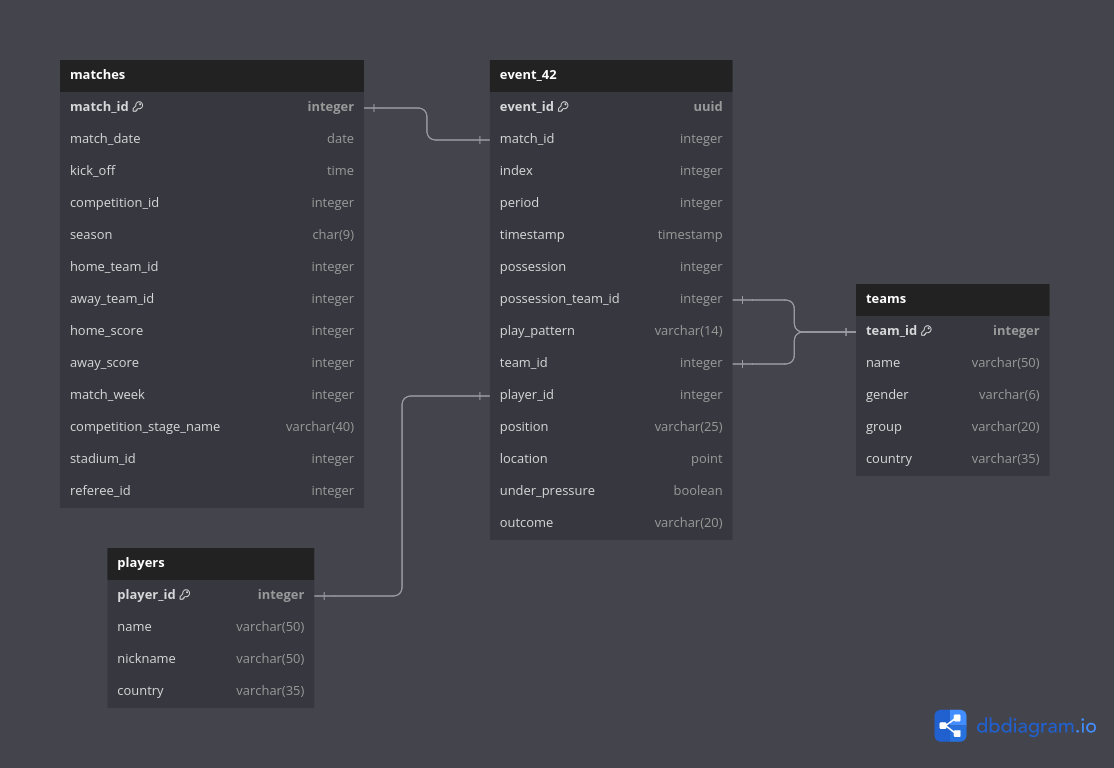 matches
match_id integer
match_date date
kick_off time
competition_id integer
season char(9)
home_team_id integer
away_team_id integer
home_score integer
away_score integer
match_week integer
competition_stage_name varchar(40)
stadium_id integer
referee_id integer
event_42
event_id uuid
match_id integer
index integer
period integer
timestamp timestamp
possession integer
possession_team_id integer
play_pattern varchar(14)
team_id integer
player_id integer
position varchar(25)
location point
under_pressure boolean
outcome varchar(20)
teams
team_id integer
name varchar(50)
gender varchar(6)
group varchar(20)
country varchar(35)
players
player_id integer
name varchar(50)
nickname varchar(50)
country varchar(35)
dbdiagram.io